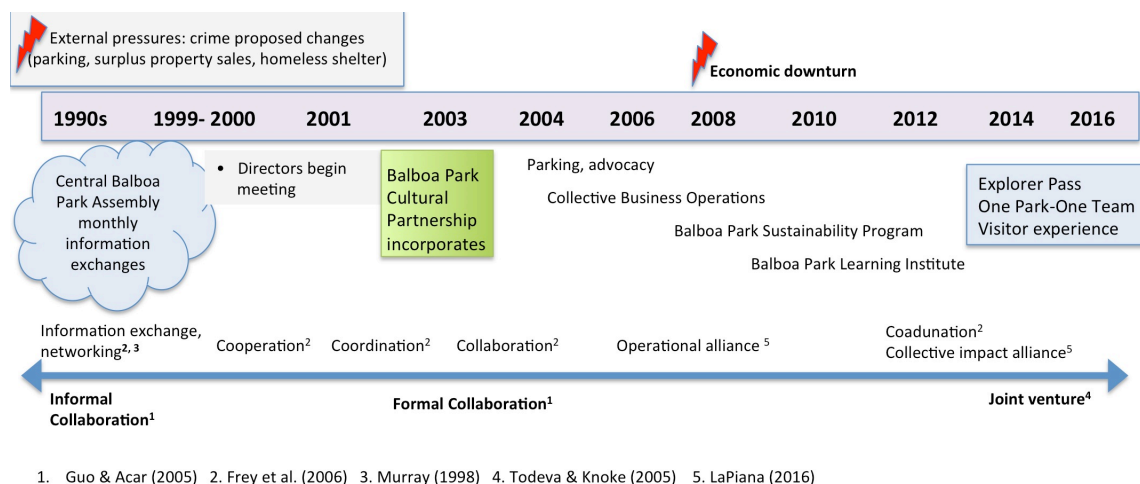 External pressures: crime proposed changes
(parking, surplus property sales, homeless shelter)
Economic downturn
1990s 1999- 2000 2001 2003 2004 2006 2008 2010 2012 2014 2016
Central Balboa
Park Assembly
monthly
information
exchanges
• Directors begin
meeting
Balboa Park
Cultural
Partnership
incorporates
Parking, advocacy
Collective Business Operations
Balboa Park Sustainability Program
Balboa Park Learning Institute
Explorer Pass
One Park-One Team
Visitor experience
Information exchange,
networking2, 3
Cooperation2
Coordination2
Collaboration2
Operational alliance 5
Coadunation2
Collective impact alliance5
Informal
Collaboration1
Formal Collaboration1
Joint venture4
1. Guo & Acar (2005) 2. Frey et al. (2006) 3. Murray (1998) 4. Todeva & Knoke (2005) 5. LaPiana (2016)